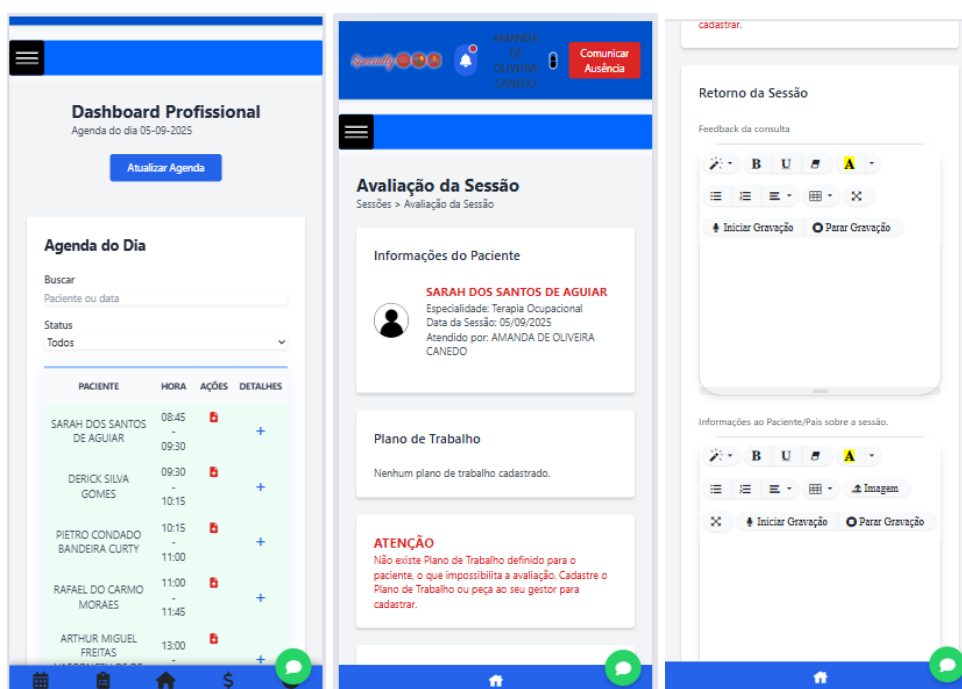 Dashboard Profissional
Agenda do dia 05-09-2025
Atualizar Agenda
Agenda do Dia
Buscar
Paciente ou data
Status
Todos
PACIENTE HORA AÇÕES DETALHES
SARAH DOS SANTOS DE AGUIAR 08:45 - 09:30 +
DERICK SILVA GOMES 09:30 - 10:15 +
PIETRO CONDADO BANDEIRA CURTY 10:15 - 11:00 +
RAFAEL DO CARMO MORAES 11:00 - 11:45 +
ARTHUR MIGUEL FREITAS 13:00 - +
$
Specially
AMANDA
DE
OLIVEIRA
CANEDO
Comunicar
Ausência
Avaliação da Sessão
Sessões > Avaliação da Sessão
Informações do Paciente
SARAH DOS SANTOS DE AGUIAR
Especialidade: Terapia Ocupacional
Data da Sessão: 05/09/2025
Atendido por: AMANDA DE OLIVEIRA
CANEDO
Plano de Trabalho
Nenhum plano de trabalho cadastrado.
ATENÇÃO
Não existe Plano de Trabalho definido para o
paciente, o que impossibilita a avaliação. Cadastre o
Plano de Trabalho ou peça ao seu gestor para
cadastrar.
cadastrar.
Retorno da Sessão
Feedback da consulta
B U A
Iniciar Gravação Parar Gravação
Informações ao Paciente/Pais sobre a sessão.
B U A
Imagem
Iniciar Gravação Parar Gravação